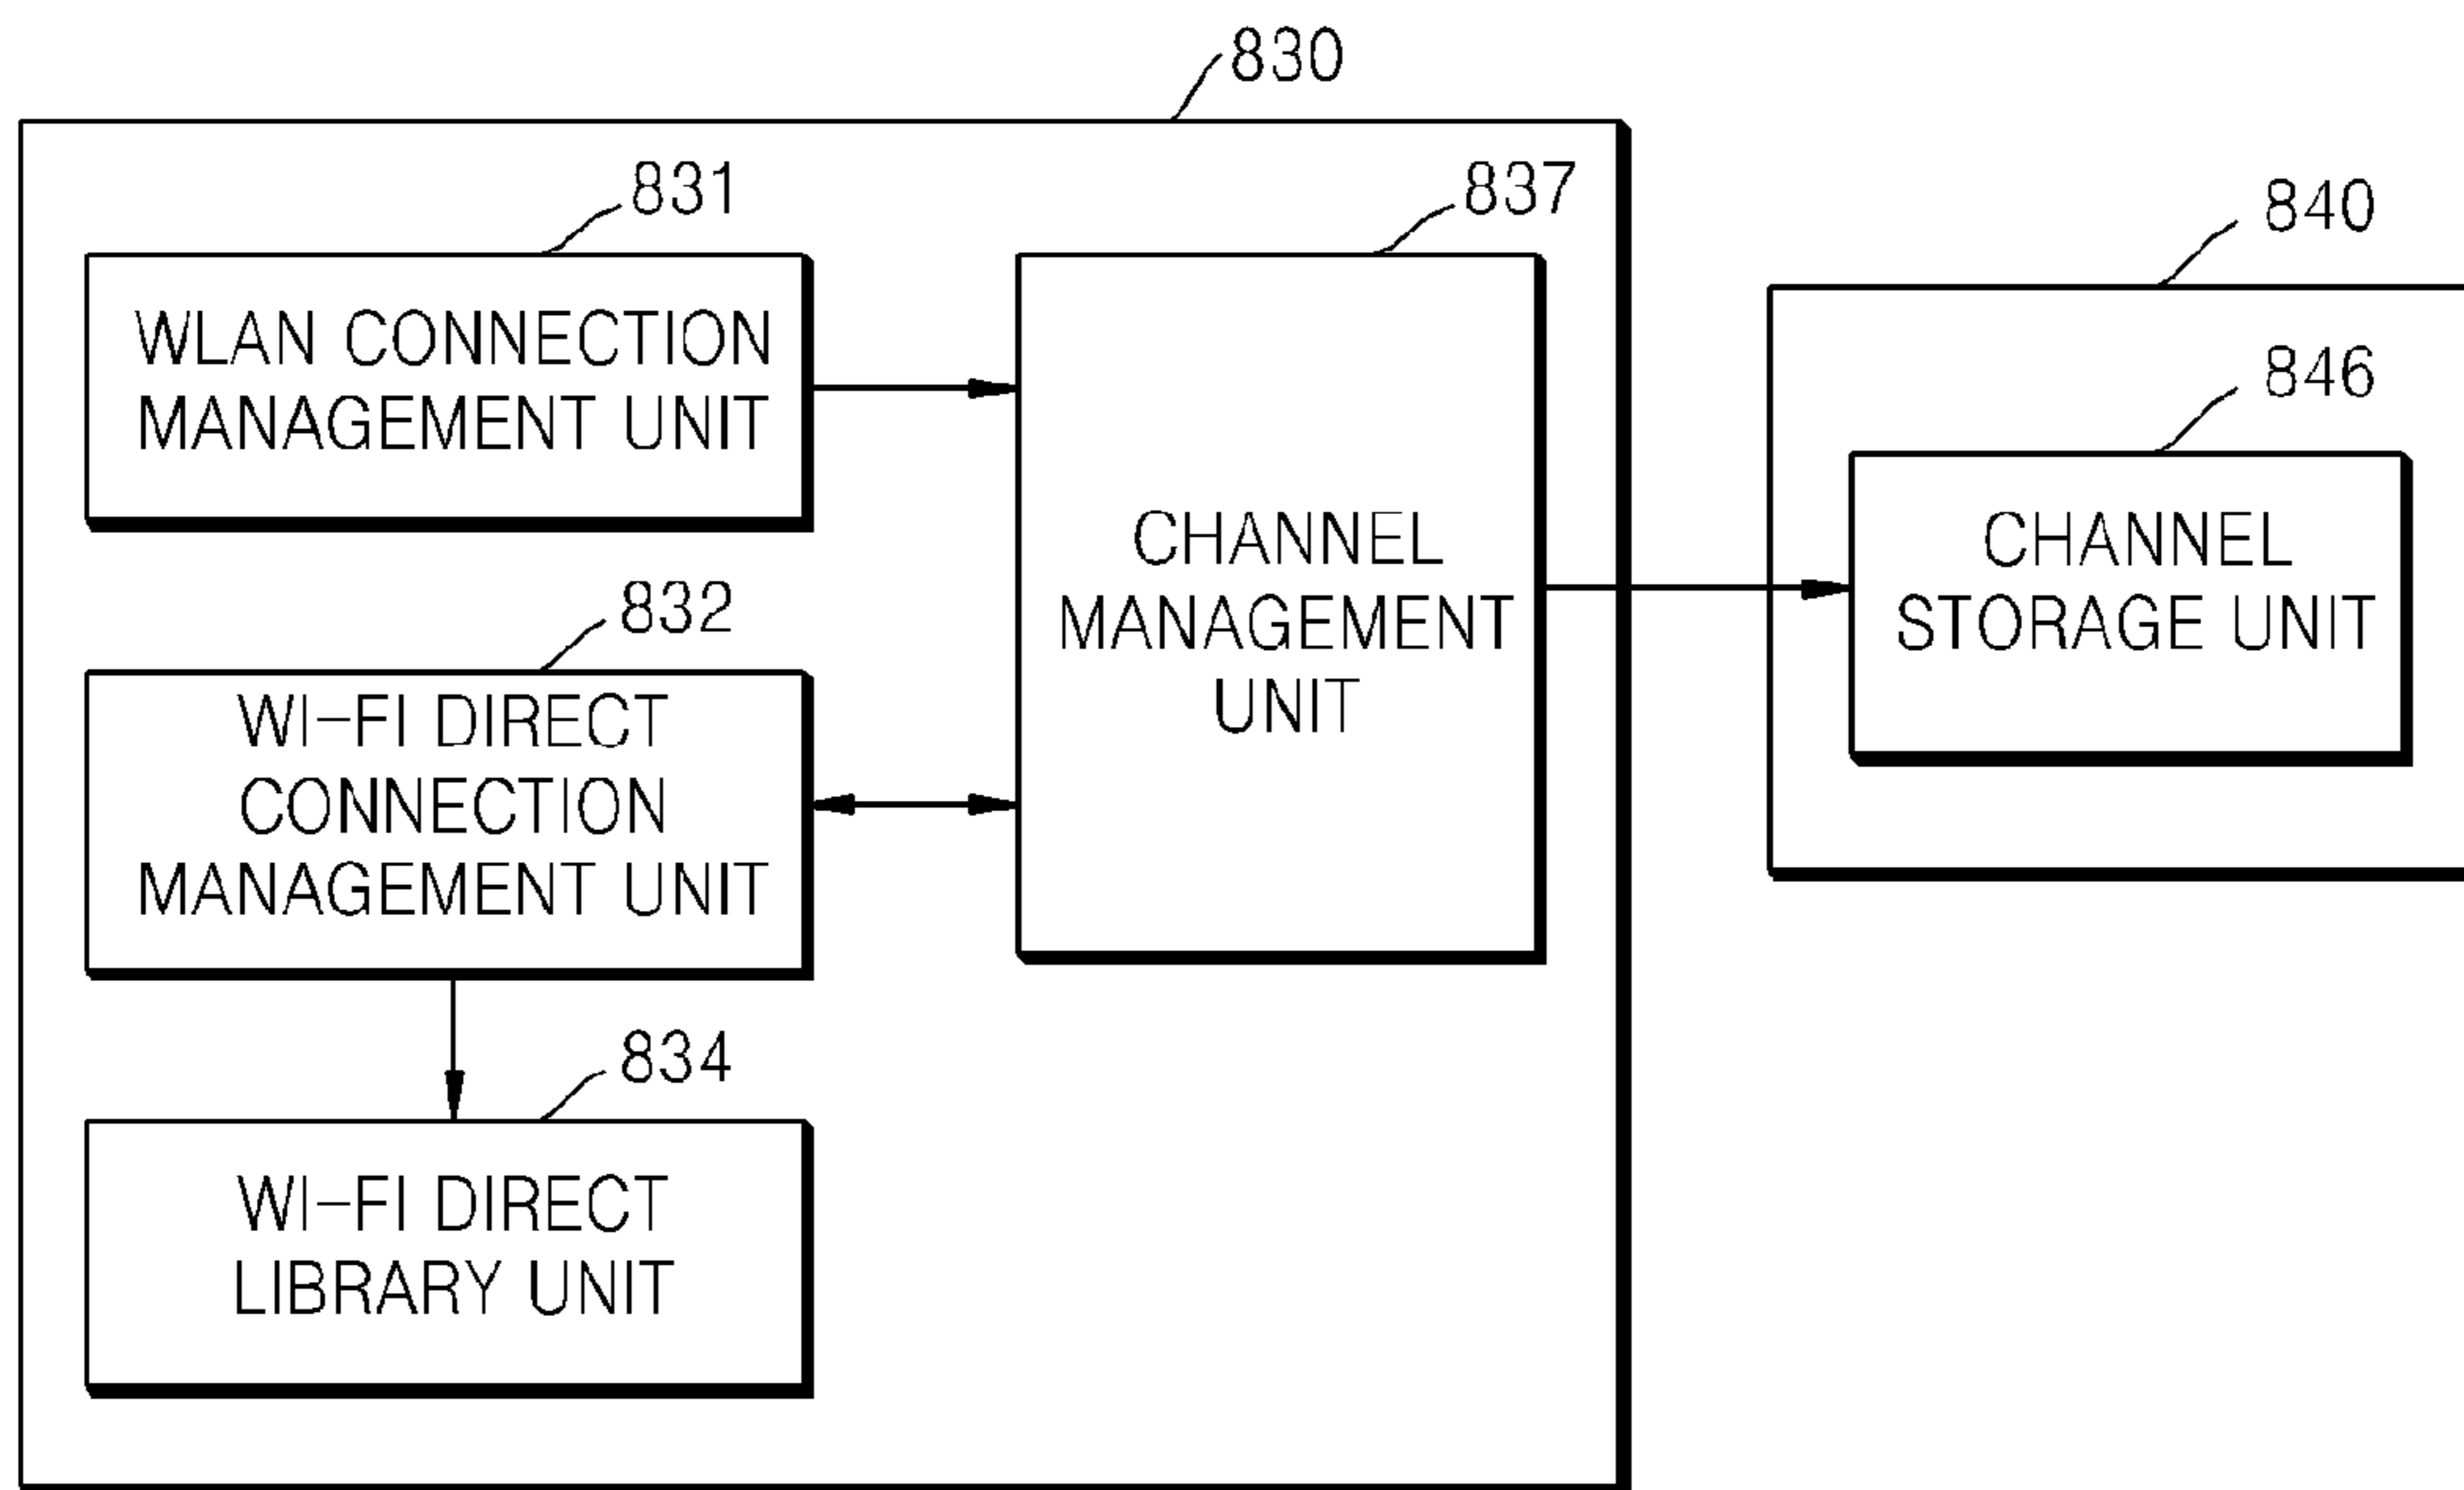 830
831
837
840
WLAN CONNECTION
MANAGEMENT UNIT
846
832
CHANNEL
MANAGEMENT
UNIT
CHANNEL
STORAGE UNIT
WI-FI DIRECT
CONNECTION
MANAGEMENT UNIT
834
WI-FI DIRECT
LIBRARY UNIT